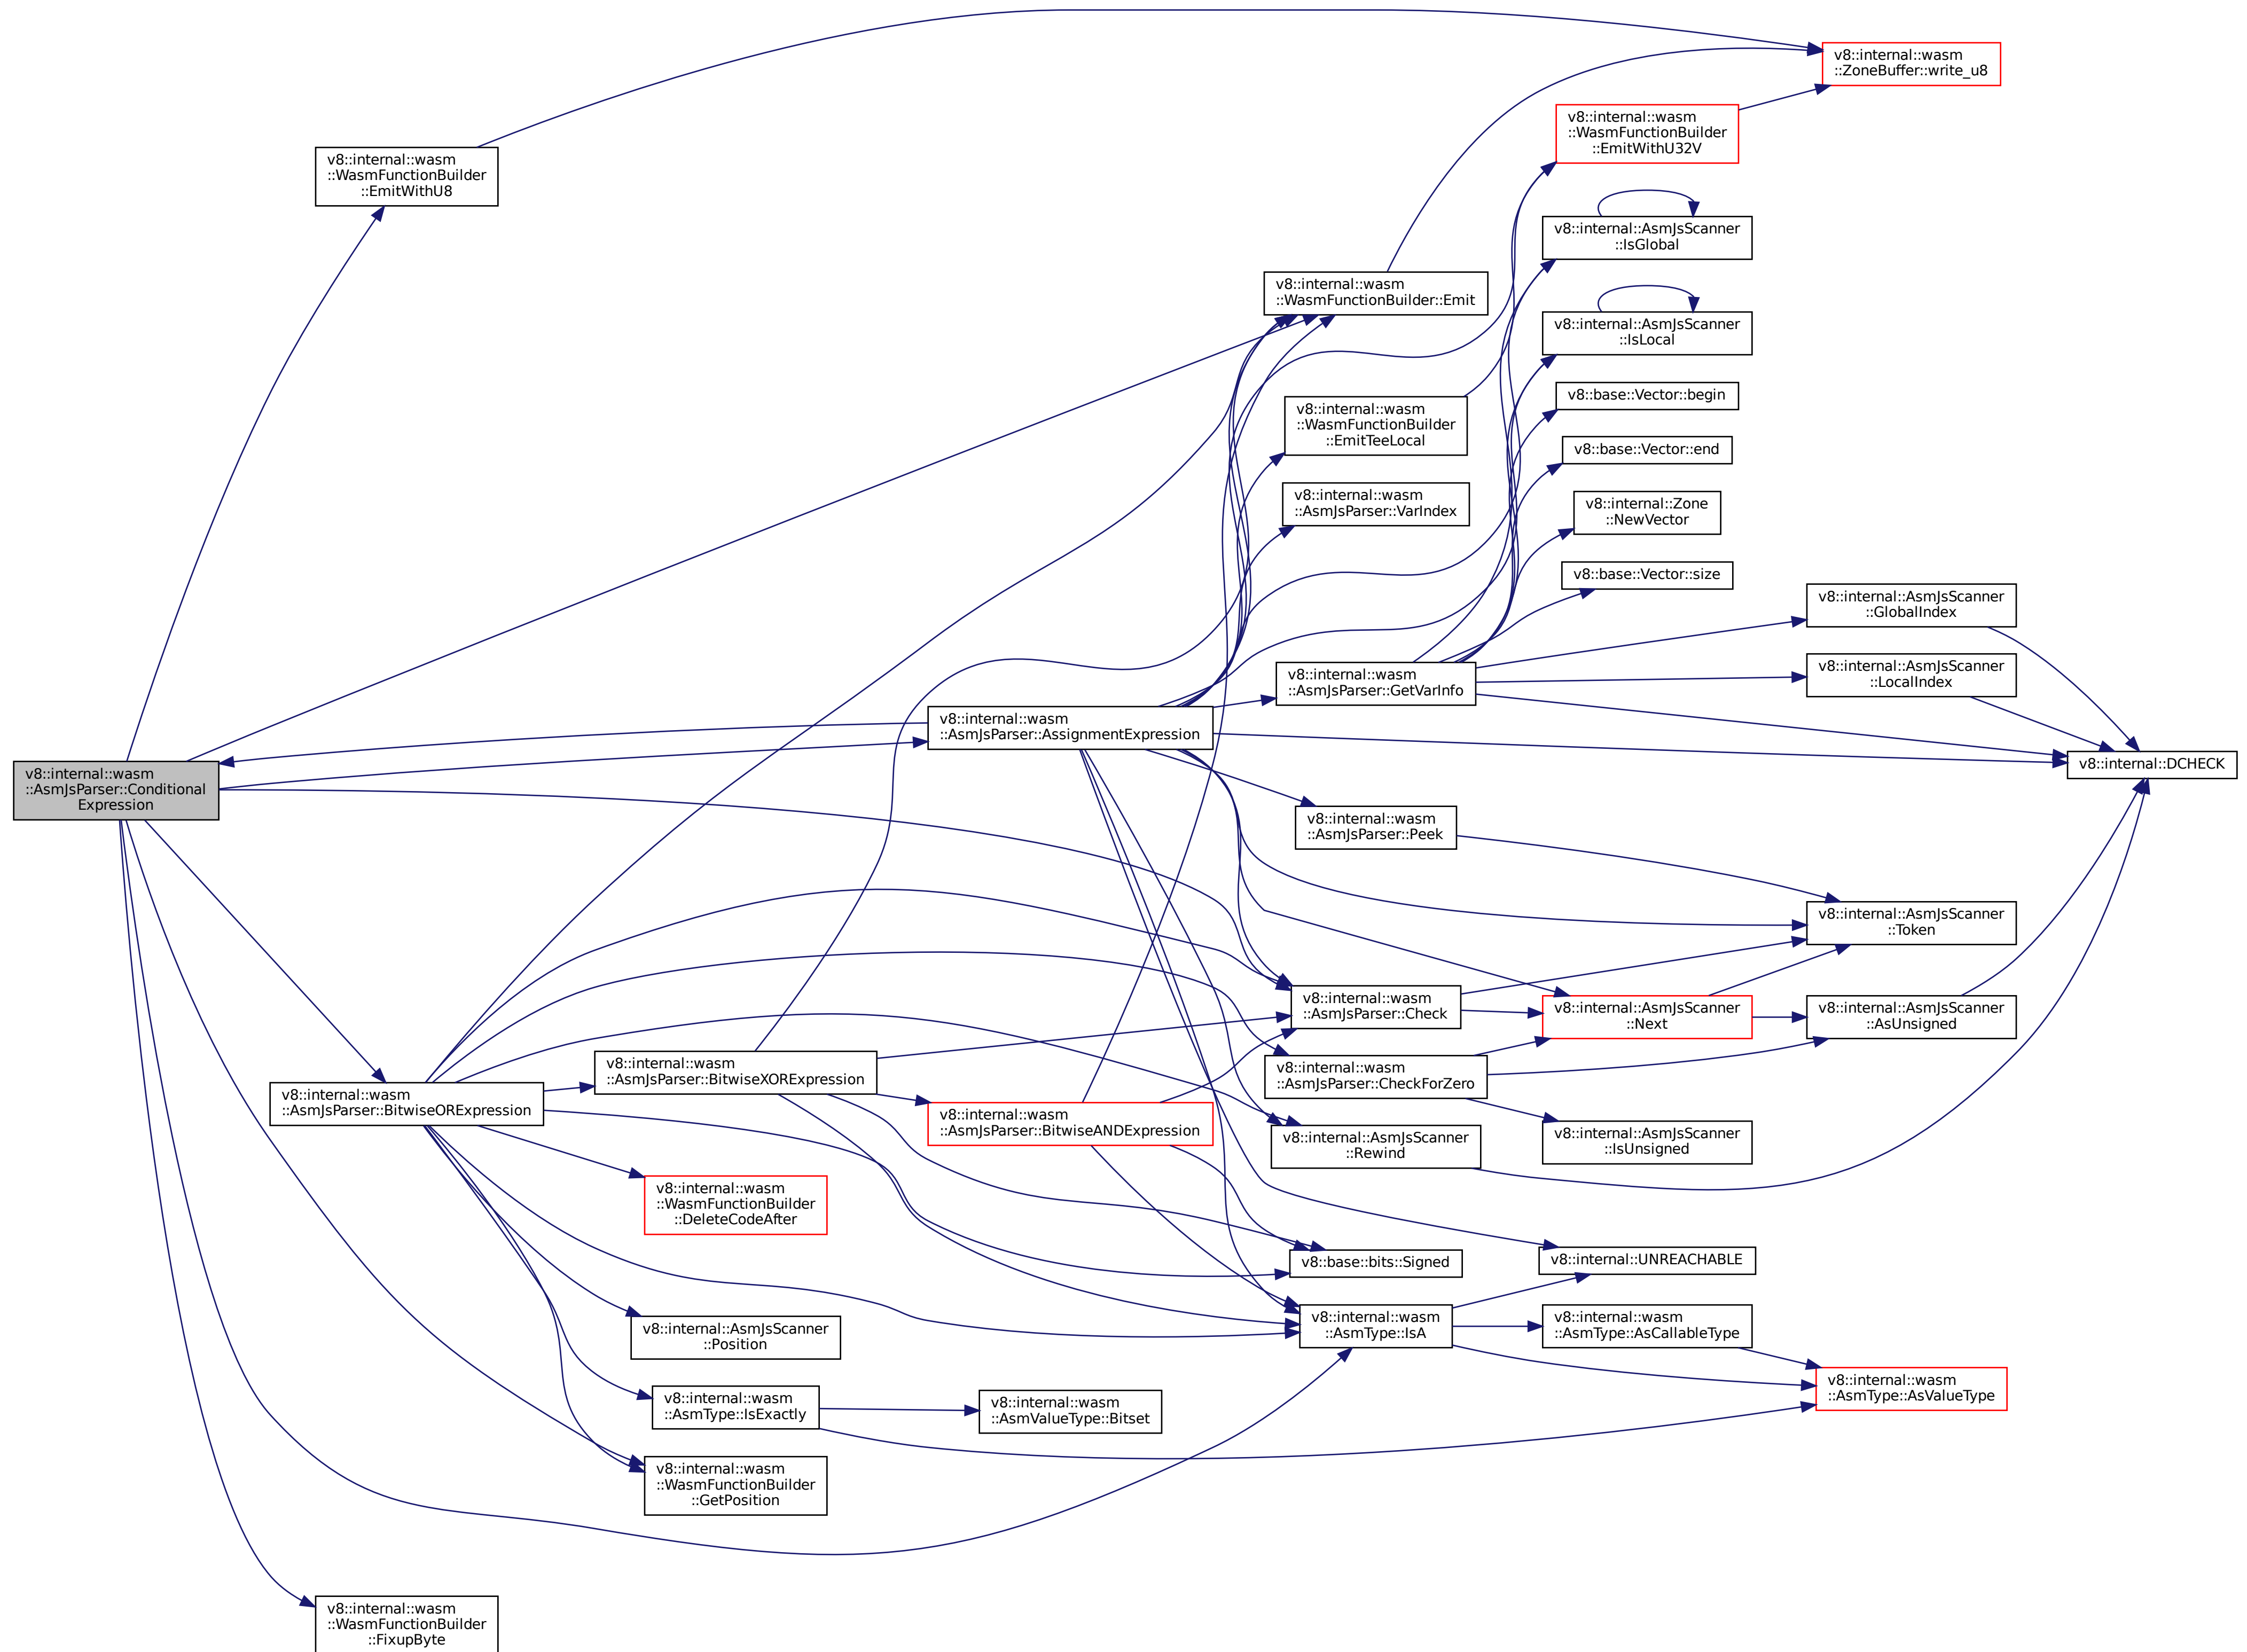 v8::internal::wasm
::ZoneBuffer::write_u8
v8::internal::wasm
::WasmFunctionBuilder
::EmitWithU32V
v8::internal::wasm
::WasmFunctionBuilder
::EmitWithU8
v8::internal::AsmJsScanner
::IsGlobal
v8::internal::wasm
::WasmFunctionBuilder::Emit
v8::internal::AsmJsScanner
::IsLocal
v8::base::Vector::begin
v8::internal::wasm
::WasmFunctionBuilder
::EmitTeeLocal
v8::base::Vector::end
v8::internal::wasm
::AsmJsParser::VarIndex
v8::internal::Zone
::NewVector
v8::base::Vector::size
v8::internal::AsmJsScanner
::GlobalIndex
v8::internal::wasm
::AsmJsParser::GetVarInfo
v8::internal::AsmJsScanner
::LocalIndex
v8::internal::wasm
::AsmJsParser::AssignmentExpression
v8::internal::DCHECK
v8::internal::wasm
::AsmJsParser::Conditional
Expression
v8::internal::wasm
::AsmJsParser::Peek
v8::internal::AsmJsScanner
::Token
v8::internal::wasm
::AsmJsParser::Check
v8::internal::AsmJsScanner
::Next
v8::internal::AsmJsScanner
::AsUnsigned
v8::internal::wasm
::AsmJsParser::BitwiseXORExpression
v8::internal::wasm
::AsmJsParser::CheckForZero
v8::internal::wasm
::AsmJsParser::BitwiseORExpression
v8::internal::wasm
::AsmJsParser::BitwiseANDExpression
v8::internal::AsmJsScanner
::Rewind
v8::internal::AsmJsScanner
::IsUnsigned
v8::internal::wasm
::WasmFunctionBuilder
::DeleteCodeAfter
v8::base::bits::Signed
v8::internal::UNREACHABLE
v8::internal::AsmJsScanner
::Position
v8::internal::wasm
::AsmType::IsA
v8::internal::wasm
::AsmType::AsCallableType
v8::internal::wasm
::AsmType::IsExactly
v8::internal::wasm
::AsmValueType::Bitset
v8::internal::wasm
::AsmType::AsValueType
v8::internal::wasm
::WasmFunctionBuilder
::GetPosition
v8::internal::wasm
::WasmFunctionBuilder
::FixupByte